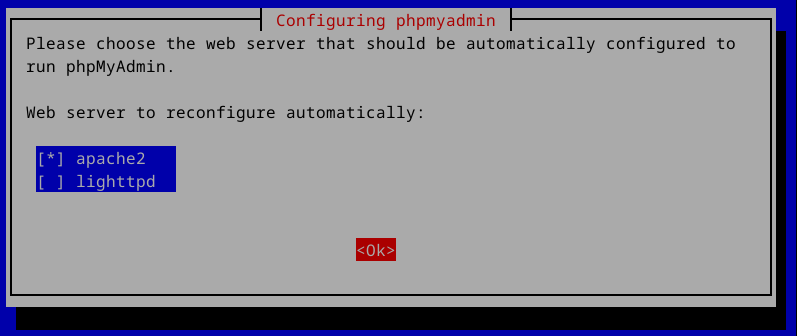 Configuring phpmyadmin
Please choose the web server that should be automatically configured to
run phpMyAdmin.
Web server to reconfigure automatically:
[*] apache2
[ ] lighttpd
<Ok>